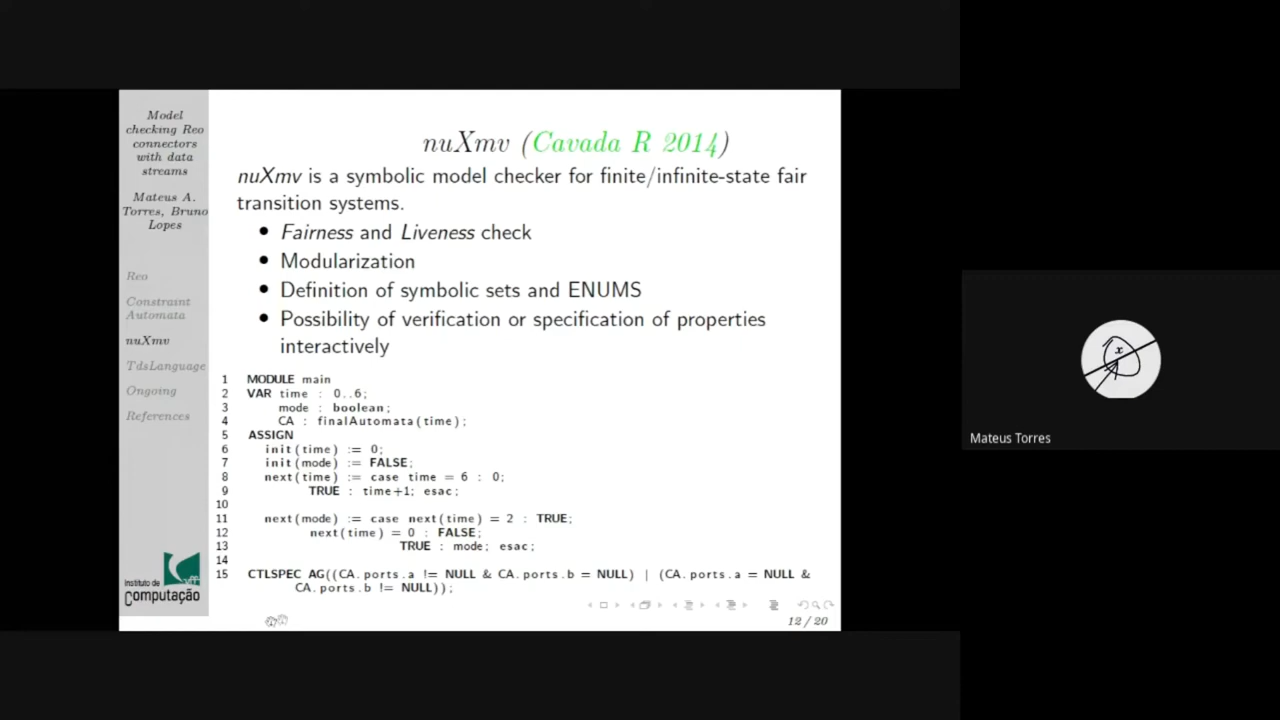 Model
checking Reo
connectors
with data
streams
Mateus A.
Torres, Bruno
Lopes
Reo
Constraint
Automata
nuXmv
TdsLanguage
Ongoing
References
Instituto de
Computação
nuXmv (Cavada R 2014)
nuXmv is a symbolic model checker for finite/infinite-state fair
transition systems.
• Fairness and Liveness check
• Modularization
• Definition of symbolic sets and ENUMS
• Possibility of verification or specification of properties
interactively
1 MODULE main
2 VAR time : 0..6;
3 mode : boolean;
4 CA : finalAutomata(time);
5 ASSIGN
6 init(time) := 0;
7 init(mode) := FALSE;
8 next(time) := case time = 6 : 0;
9 TRUE : time+1; esac;
10
11 next(mode) := case next(time) = 2 : TRUE;
12 next(time) = 0 : FALSE;
13 TRUE : mode; esac;
14
15 CTLSPEC AG((CA.ports.a != NULL & CA.ports.b = NULL) | (CA.ports.a = NULL &
CA.ports.b != NULL));
12 / 20
x
Mateus Torres